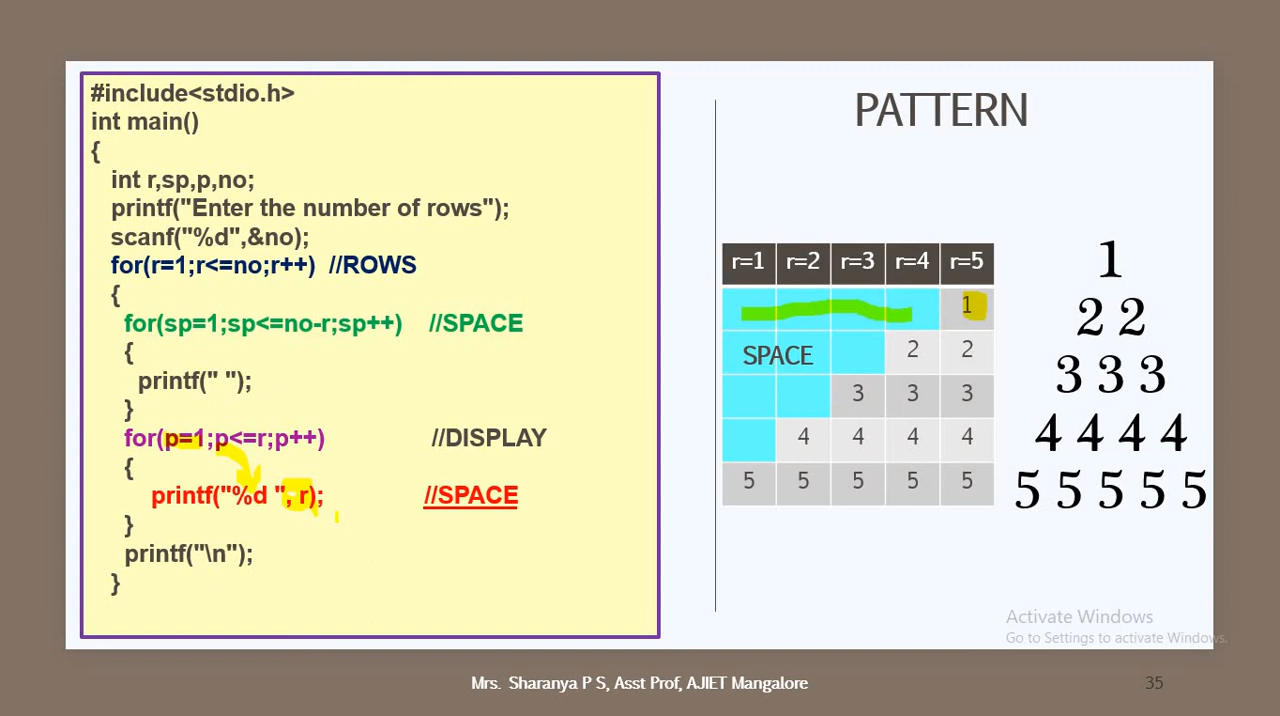 #include<stdio.h>
int main()
{
int r,sp,p,no;
printf("Enter the number of rows");
scanf("%d",&no);
for(r=1;r<=no;r++) //ROWS
{
for(sp=1;sp<=no-r;sp++) //SPACE
{
printf(" ");
}
for(p=1;p<=r;p++) //DISPLAY
{
printf("%d ", r); //SPACE
}
printf("\n");
}
PATTERN
r=1 r=2 r=3 r=4 r=5
1
SPACE 2 2
3 3 3
4 4 4 4
5 5 5 5 5
1
2 2
3 3 3
4 4 4 4
5 5 5 5 5
Activate Windows
Go to Settings to activate Windows.
Mrs. Sharanya P S, Asst Prof, AJIET Mangalore
35